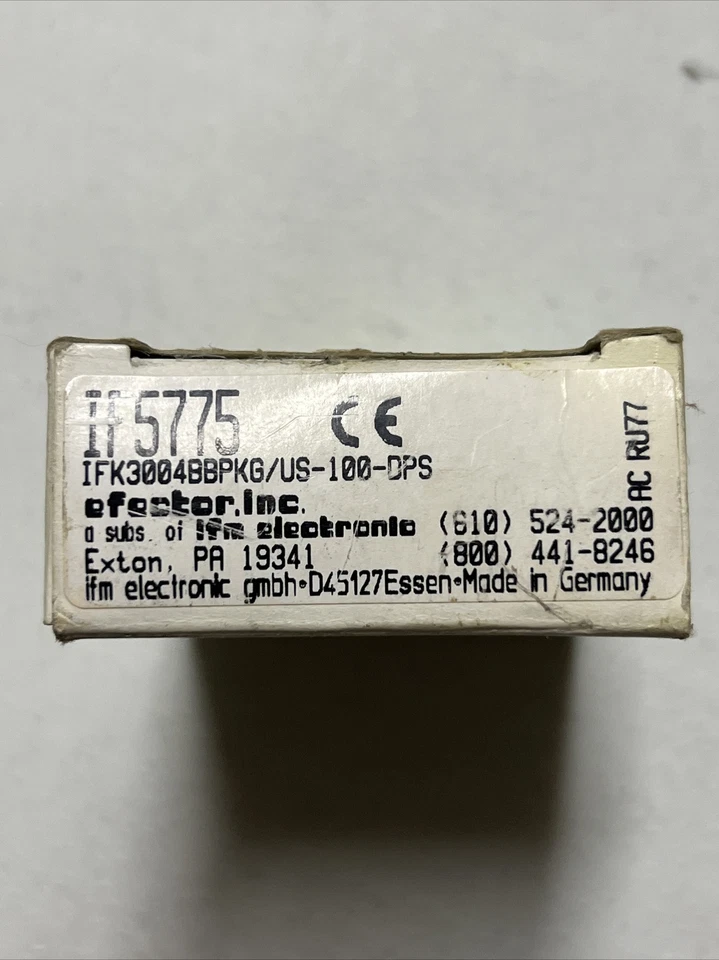 IF5775 CE
IFK3004BBPKG/US-100-DPS
efector,inc.
a subs. of ifm electronic (610) 524-2000
Exton, PA 19341 (800) 441-8246
ifm electronic gmbh•D45127Essen•Made in Germany
AC RU77